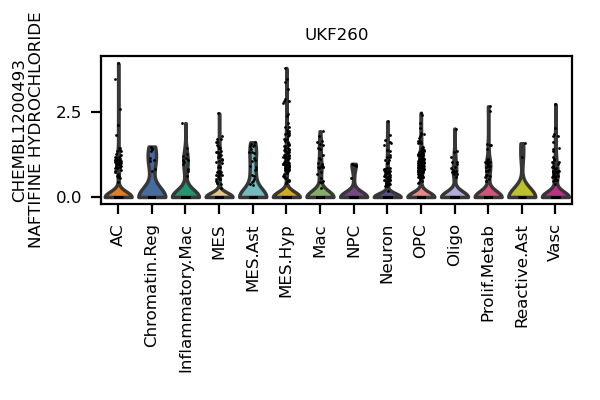 UKF260
CHEMBL1200493
NAFTIFINE HYDROCHLORIDE
2.5
0.0
AC
Chromatin.Reg
Inflammatory.Mac
MES
MES.Ast
MES.Hyp
Mac
NPC
Neuron
OPC
Oligo
Prolif.Metab
Reactive.Ast
Vasc